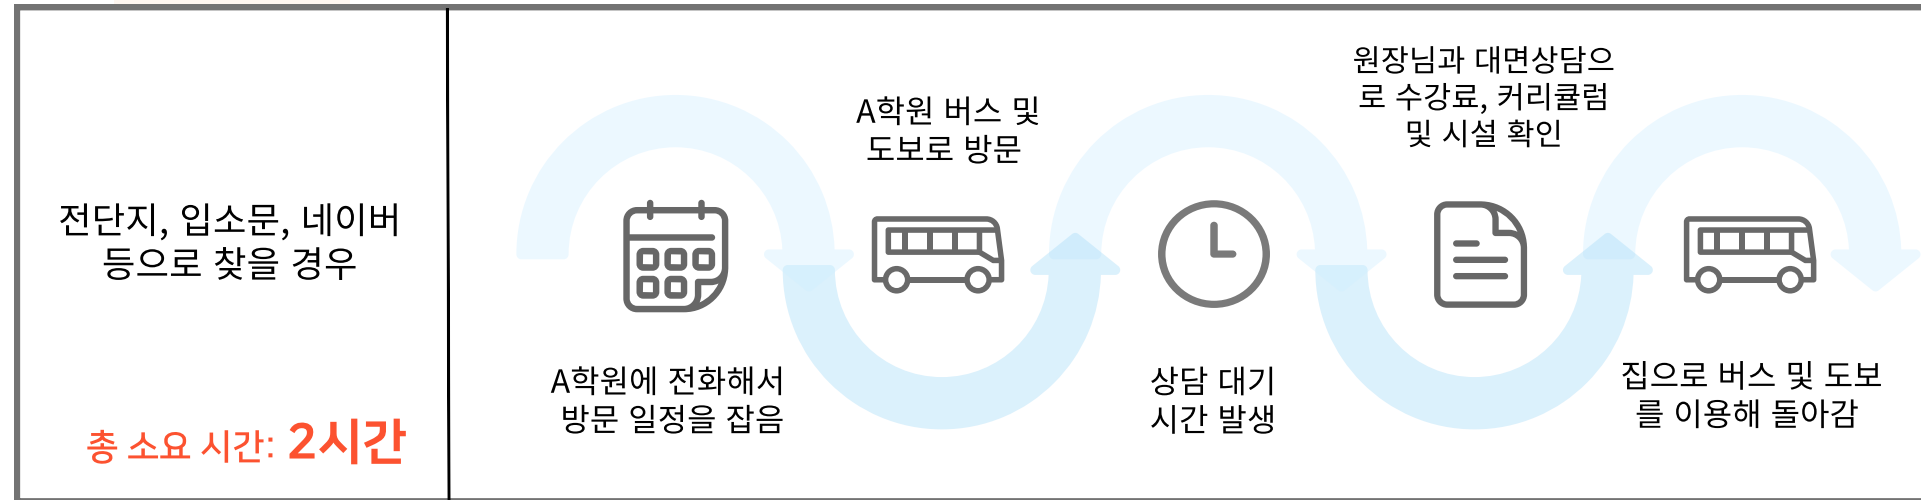 전단지, 입소문, 네이버
등으로 찾을 경우
총 소요 시간: 2시간
A학원에 전화해서
방문 일정을 잡음
A학원 버스 및
도보로 방문
상담 대기
시간 발생
원장님과 대면상담으
로 수강료, 커리큘럼
및 시설 확인
집으로 버스 및 도보
를 이용해 돌아감